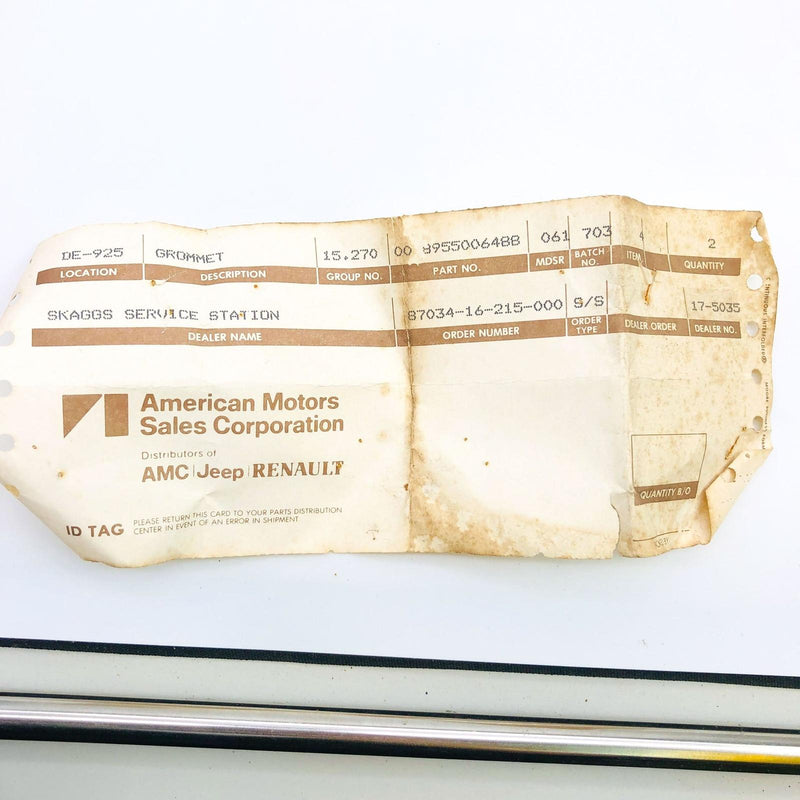 DE-925 GROMMET 15.270 00 8955006488 061 703 4 2
LOCATION DESCRIPTION GROUP NO. PART NO. MDSR BATCH NO. ITEM QUANTITY
SKAGGS SERVICE STATION 87034-16-215-000 S/S 17-5035
DEALER NAME ORDER NUMBER ORDER TYPE DEALER ORDER DEALER NO.
American Motors
Sales Corporation
Distributors of
AMC Jeep RENAULT
ID TAG PLEASE RETURN THIS CARD TO YOUR PARTS DISTRIBUTION
CENTER IN EVENT OF AN ERROR IN SHIPMENT
QUANTITY B/O